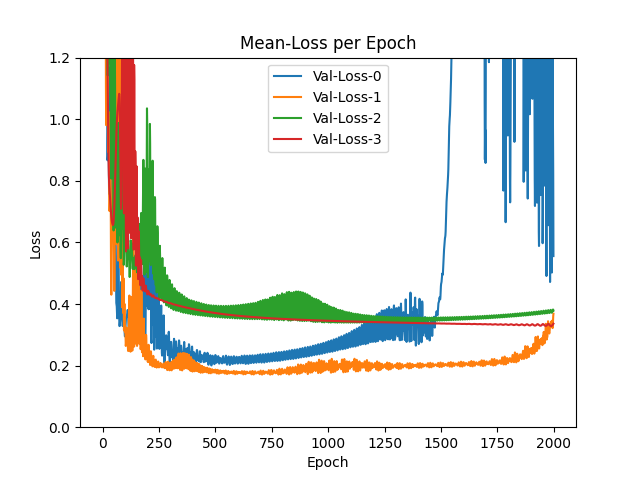 Mean-Loss per Epoch
Val-Loss-0
Val-Loss-1
Val-Loss-2
Val-Loss-3
Loss
1.2
1.0
0.8
0.6
0.4
0.2
0.0
0 250 500 750 1000 1250 1500 1750 2000
Epoch